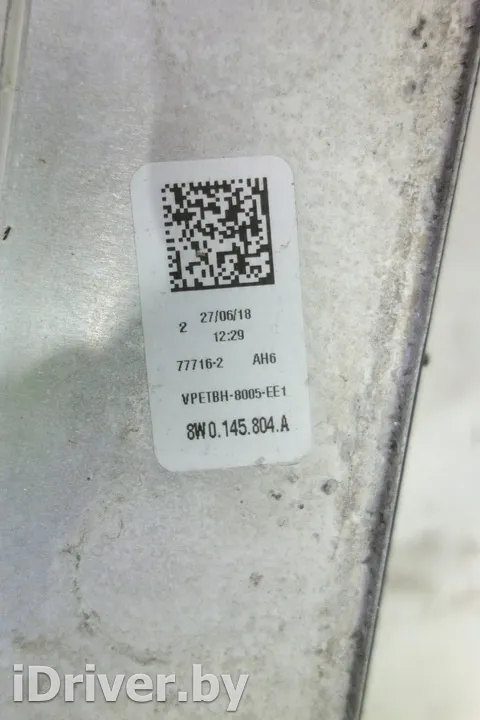 2 27/06/18
12:29
77716-2 AH6
VPETBH-8005-EE1
8W0.145.804.A
iDriver.by